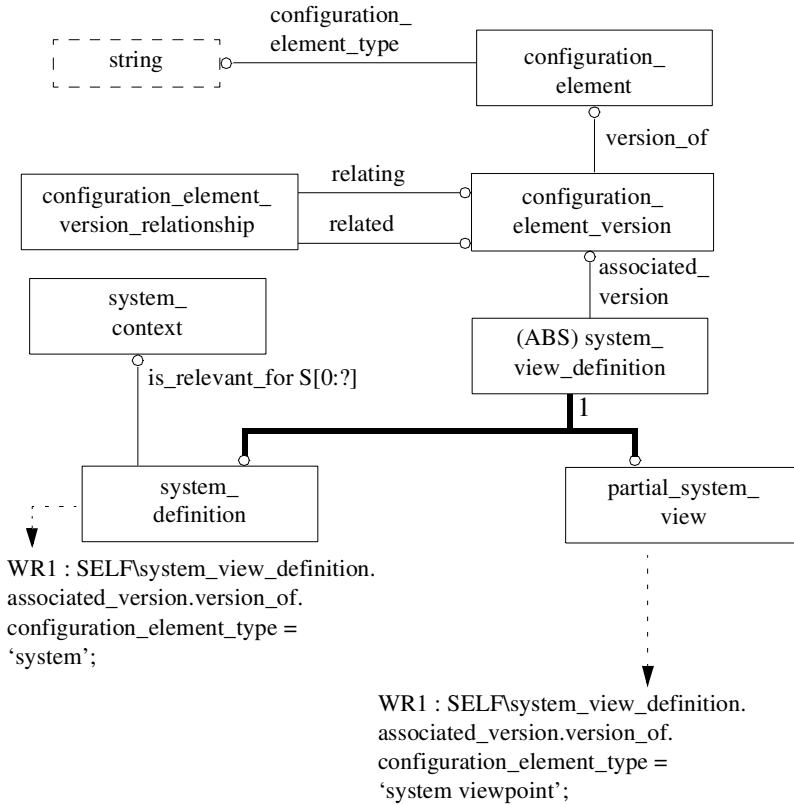 configuration_
element_type
string
configuration_
element
version_of
relating
configuration_element_
version_relationship
related
configuration_
element_version
associated_
version
system_
context
(ABS) system_
view_definition
is_relevant_for S[0:?]
1
system_
definition
partial_system_
view
WR1 : SELF\system_view_definition.
associated_version.version_of.
configuration_element_type =
‘system’;
WR1 : SELF\system_view_definition.
associated_version.version_of.
configuration_element_type =
‘system viewpoint’;